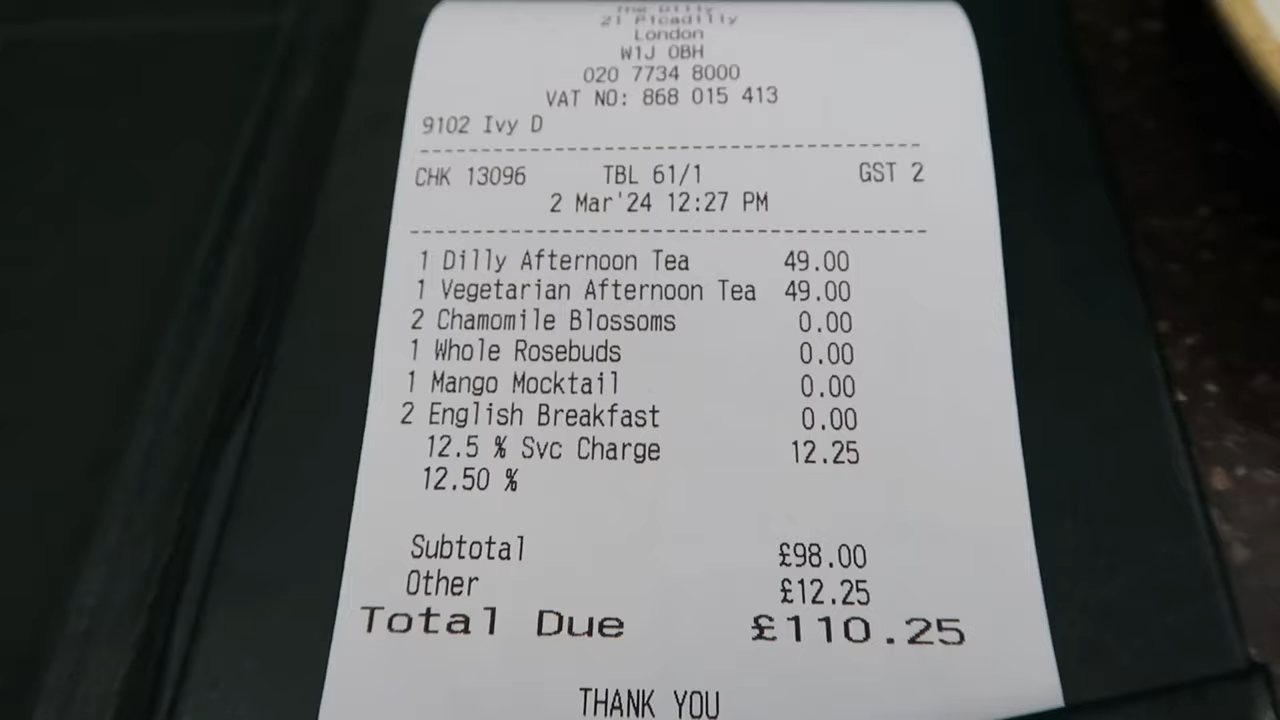 The Dilly
21 Picadilly
London
W1J 0BH
020 7734 8000
VAT NO: 868 015 413
9102 Ivy D
CHK 13096 TBL 61/1 GST 2
2 Mar'24 12:27 PM
1 Dilly Afternoon Tea 49.00
1 Vegetarian Afternoon Tea 49.00
2 Chamomile Blossoms 0.00
1 Whole Rosebuds 0.00
1 Mango Mocktail 0.00
2 English Breakfast 0.00
12.5 % Svc Charge 12.25
12.50 %
Subtotal £98.00
Other £12.25
Total Due £110.25
THANK YOU